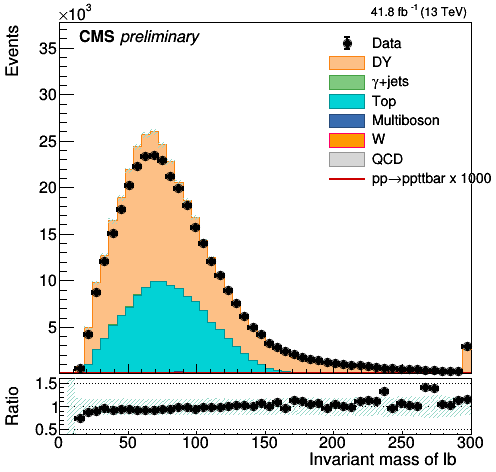 ×10³
41.8 fb⁻¹ (13 TeV)
CMS preliminary
Events
35
30
25
20
15
10
5
Data
DY
γ+jets
Top
Multiboson
W
QCD
pp→ppttbar x 1000
Ratio
1.5
1
0.5
0 50 100 150 200 250 300
Invariant mass of lb